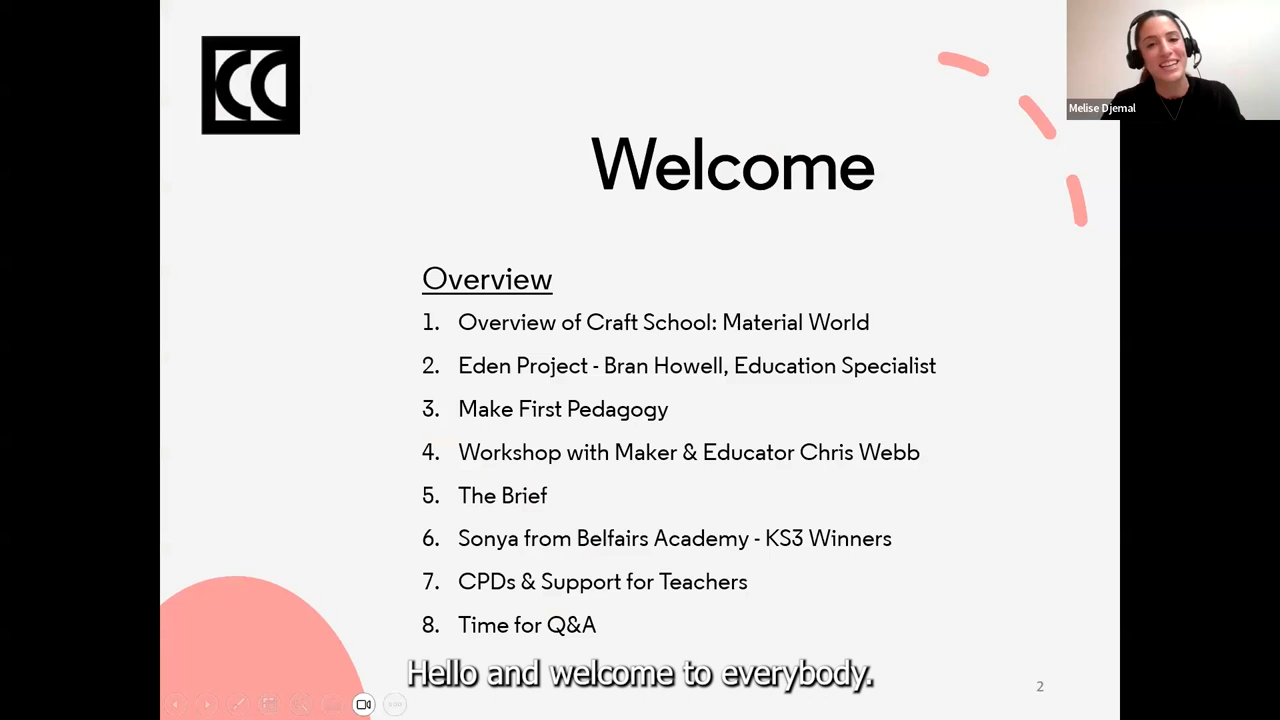 Melise Djemal
Welcome
Overview
1. Overview of Craft School: Material World
2. Eden Project - Bran Howell, Education Specialist
3. Make First Pedagogy
4. Workshop with Maker & Educator Chris Webb
5. The Brief
6. Sonya from Belfairs Academy - KS3 Winners
7. CPDs & Support for Teachers
8. Time for Q&A
Hello and welcome to everybody.
2